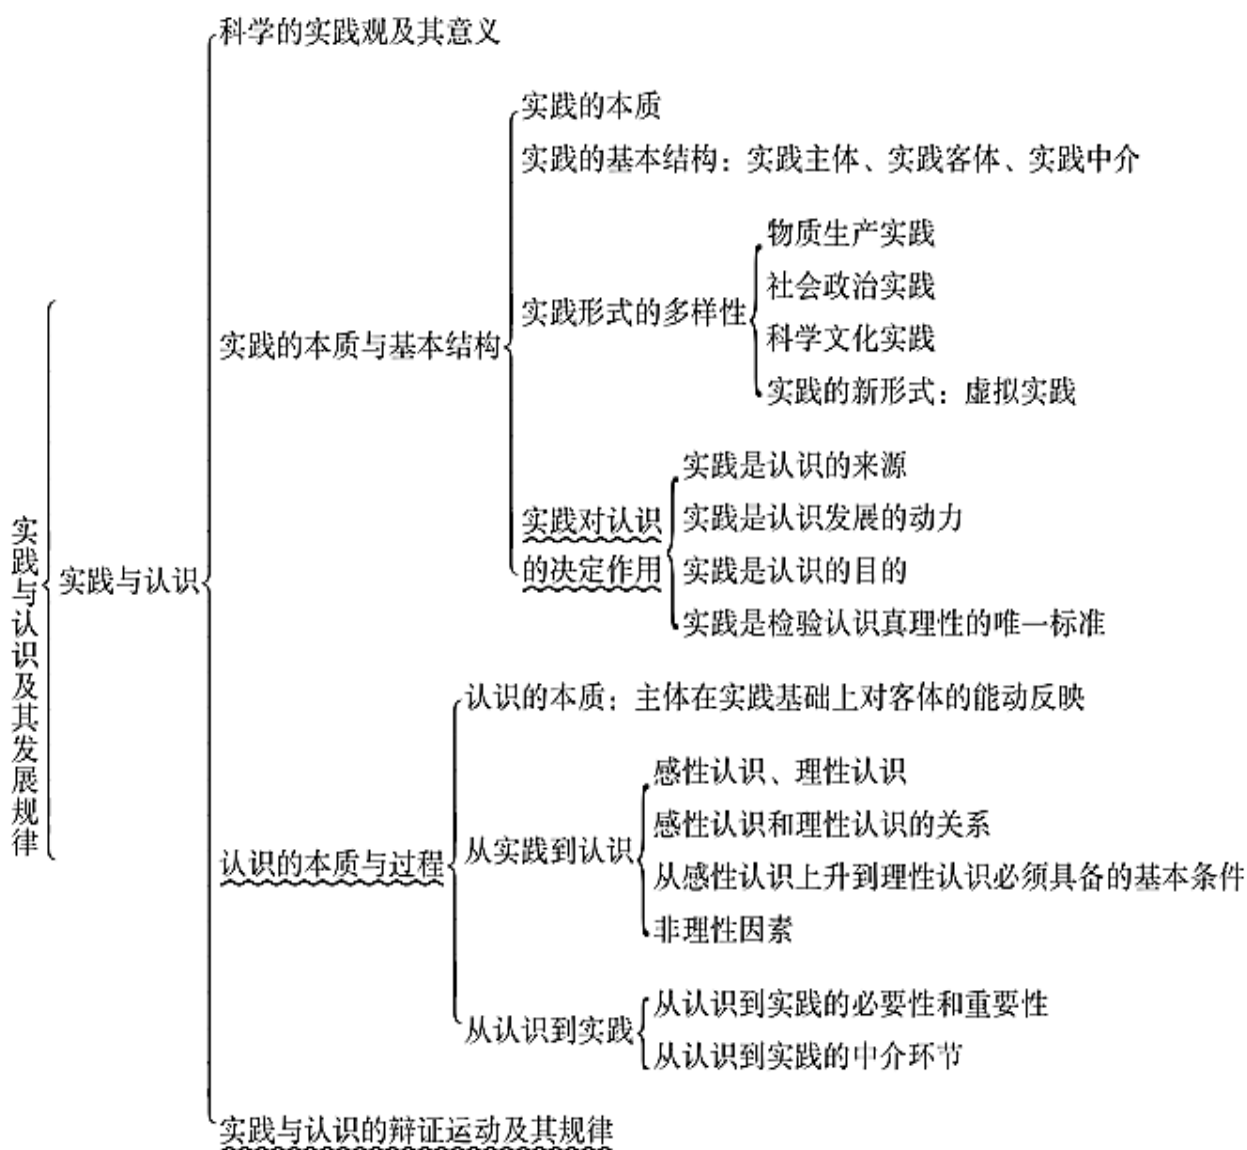 实践与认识及其发展规律
实践与认识
科学的实践观及其意义
实践的本质与基本结构
实践的本质
实践的基本结构：实践主体、实践客体、实践中介
实践形式的多样性
物质生产实践
社会政治实践
科学文化实践
实践的新形式：虚拟实践
实践对认识
的决定作用
实践是认识的来源
实践是认识发展的动力
实践是认识的目的
实践是检验认识真理性的唯一标准
认识的本质与过程
认识的本质：主体在实践基础上对客体的能动反映
从实践到认识
感性认识、理性认识
感性认识和理性认识的关系
从感性认识上升到理性认识必须具备的基本条件
非理性因素
从认识到实践
从认识到实践的必要性和重要性
从认识到实践的中介环节
实践与认识的辩证运动及其规律